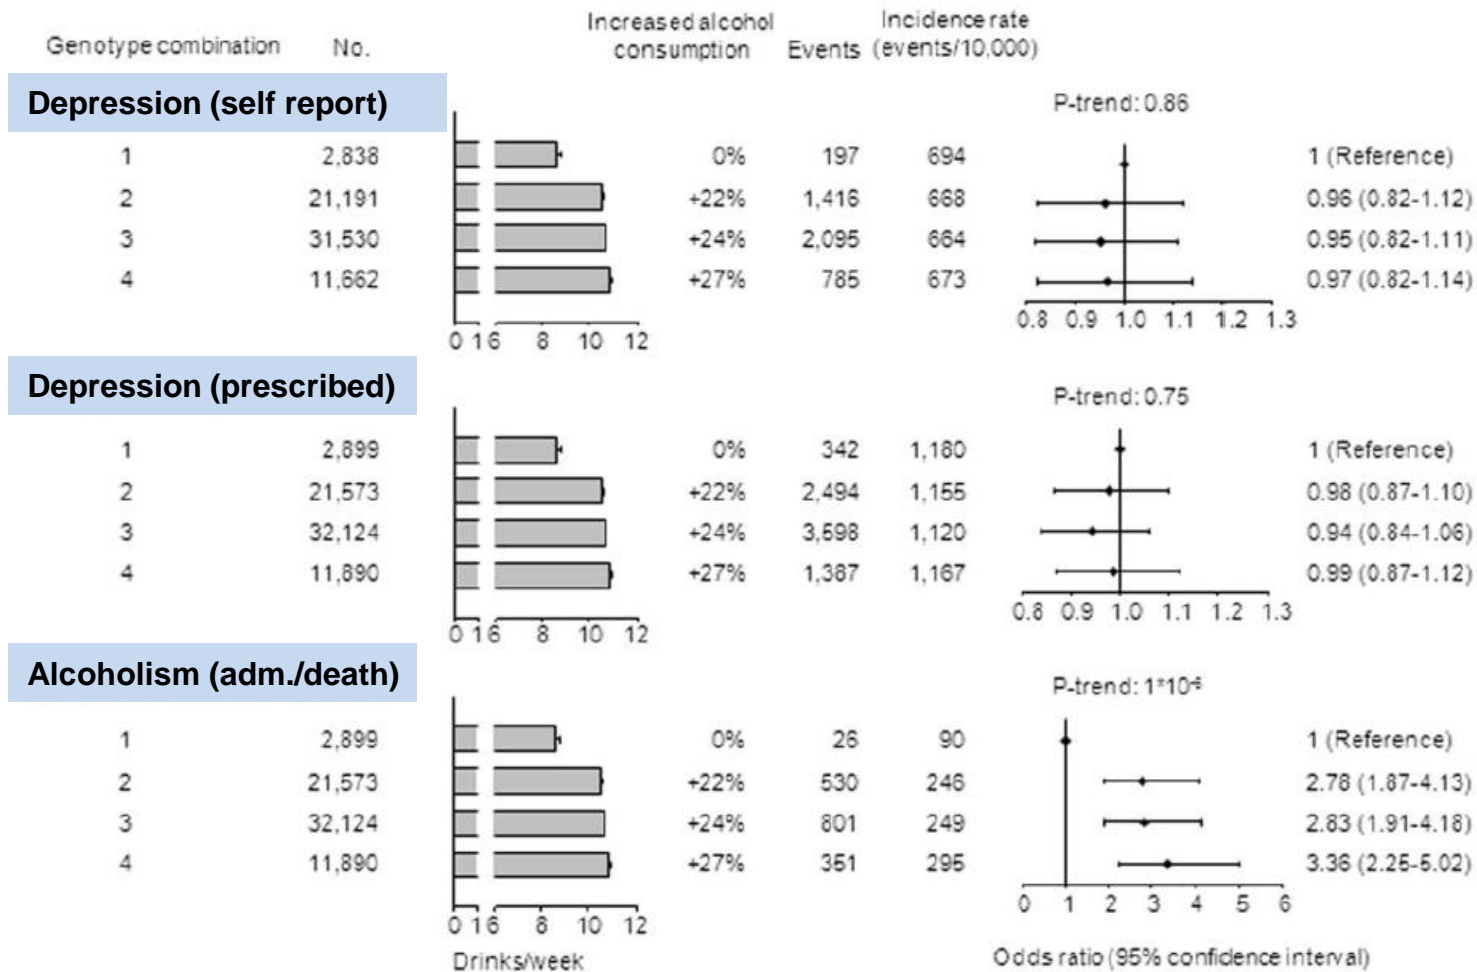 Increased alcohol Incidence rate
Genotype combination No. consumption Events (events/10,000)
Depression (self report)
P-trend: 0.86
1 2,838 0% 197 694 1 (Reference)
2 21,191 +22% 1,416 668 0.96 (0.82-1.12)
3 31,530 +24% 2,095 664 0.95 (0.82-1.11)
4 11,662 +27% 785 673 0.97 (0.82-1.14)
0.8 0.9 1.0 1.1 1.2 1.3
0 1 6 8 10 12
Depression (prescribed)
P-trend: 0.75
1 2,899 0% 342 1,180 1 (Reference)
2 21,573 +22% 2,494 1,155 0.98 (0.87-1.10)
3 32,124 +24% 3,598 1,120 0.94 (0.84-1.06)
4 11,890 +27% 1,387 1,167 0.99 (0.87-1.12)
0.8 0.9 1.0 1.1 1.2 1.3
0 1 6 8 10 12
Alcoholism (adm./death)
P-trend: 1*10⁻⁶
1 2,899 0% 26 90 1 (Reference)
2 21,573 +22% 530 246 2.78 (1.87-4.13)
3 32,124 +24% 801 249 2.83 (1.91-4.18)
4 11,890 +27% 351 295 3.36 (2.25-5.02)
0 1 2 3 4 5 6
0 1 6 8 10 12
Drinks/week Odds ratio (95% confidence interval)